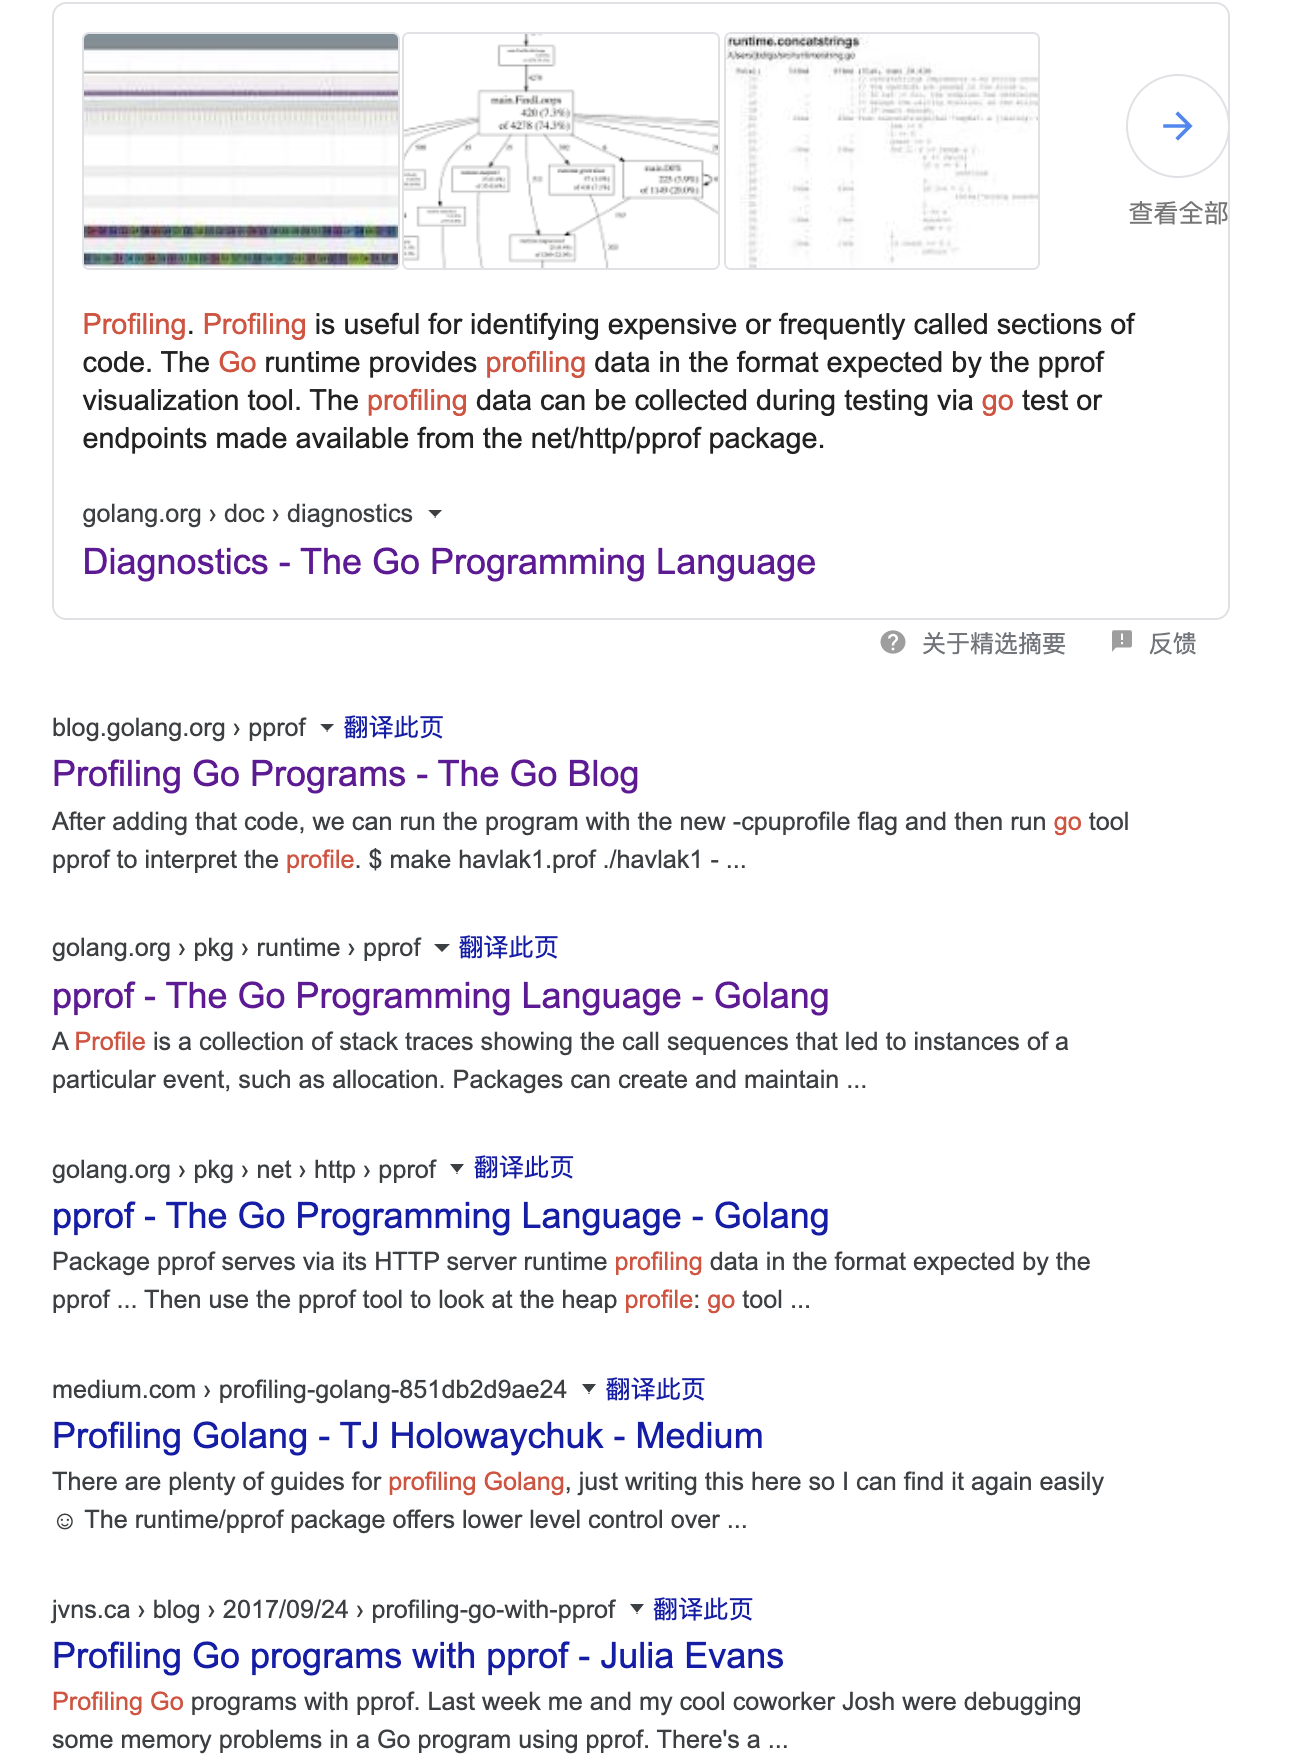 runtime.concatstrings
main.FindLoops
420 (7.3%)
of 4278 (74.3%)
main.DFS
225 (3.9%)
of 1149 (20.0%)
查看全部
Profiling. Profiling is useful for identifying expensive or frequently called sections of
code. The Go runtime provides profiling data in the format expected by the pprof
visualization tool. The profiling data can be collected during testing via go test or
endpoints made available from the net/http/pprof package.
golang.org › doc › diagnostics
Diagnostics - The Go Programming Language
关于精选摘要 反馈
blog.golang.org › pprof 翻译此页
Profiling Go Programs - The Go Blog
After adding that code, we can run the program with the new -cpuprofile flag and then run go tool
pprof to interpret the profile. $ make havlak1.prof ./havlak1 - ...
golang.org › pkg › runtime › pprof 翻译此页
pprof - The Go Programming Language - Golang
A Profile is a collection of stack traces showing the call sequences that led to instances of a
particular event, such as allocation. Packages can create and maintain ...
golang.org › pkg › net › http › pprof 翻译此页
pprof - The Go Programming Language - Golang
Package pprof serves via its HTTP server runtime profiling data in the format expected by the
pprof ... Then use the pprof tool to look at the heap profile: go tool ...
medium.com › profiling-golang-851db2d9ae24 翻译此页
Profiling Golang - TJ Holowaychuk - Medium
There are plenty of guides for profiling Golang, just writing this here so I can find it again easily
☺ The runtime/pprof package offers lower level control over ...
jvns.ca › blog › 2017/09/24 › profiling-go-with-pprof 翻译此页
Profiling Go programs with pprof - Julia Evans
Profiling Go programs with pprof. Last week me and my cool coworker Josh were debugging
some memory problems in a Go program using pprof. There's a ...